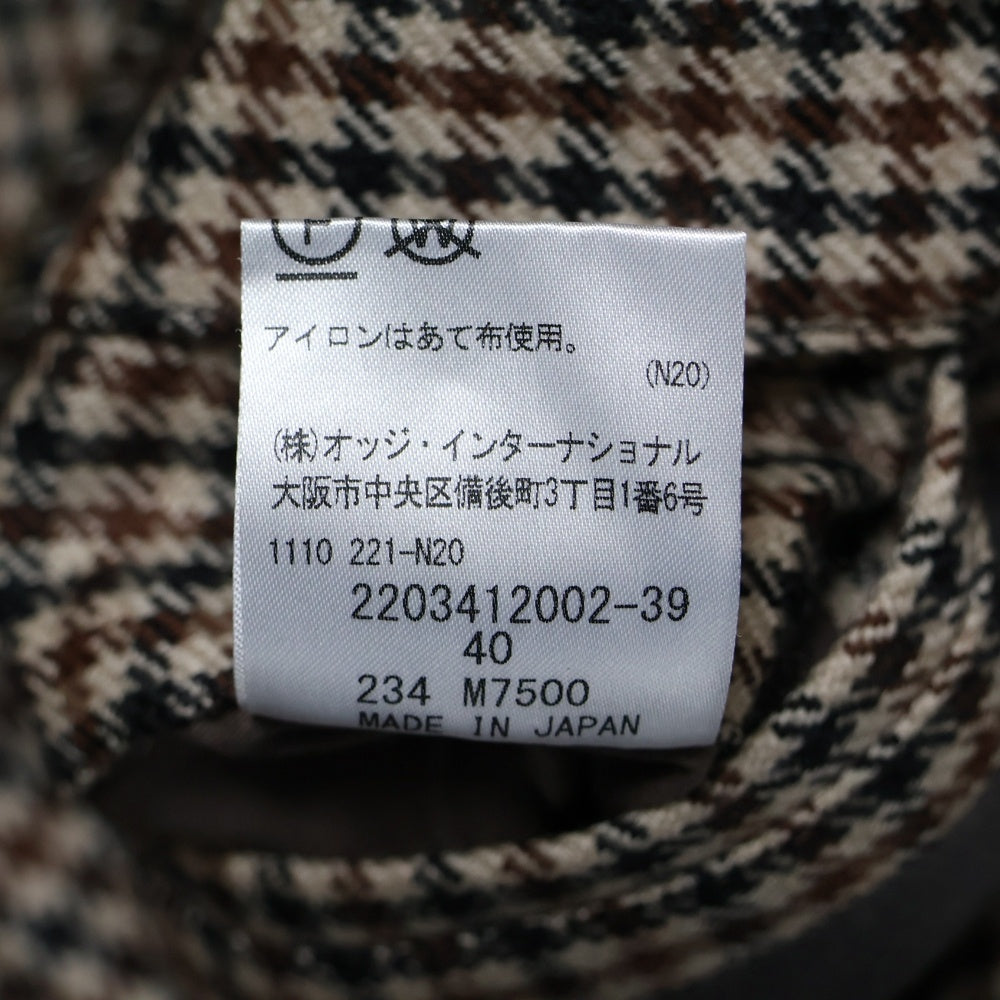 アイロンはあて布使用。
(N20)
(株)オッジ・インターナショナル
大阪市中央区備後町3丁目1番6号
1110 221-N20
2203412002-39
40
234 M7500
MADE IN JAPAN